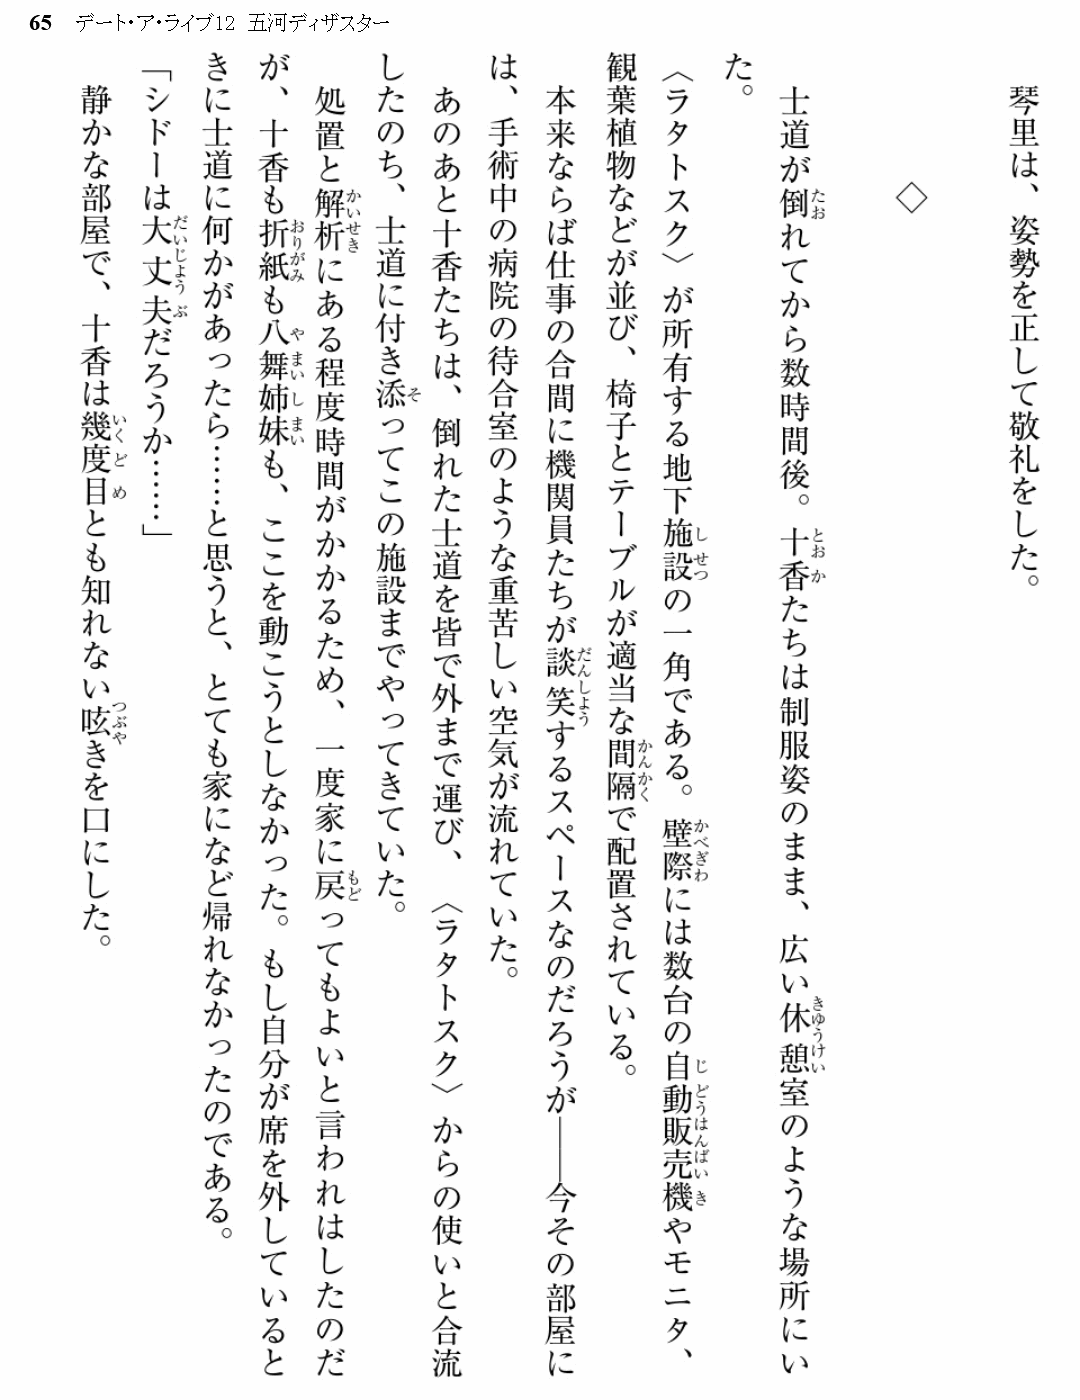 65 デート・ア・ライブ12 五河ディザスター
琴里は、姿勢を正して敬礼をした。
◇
士道が倒れてから数時間後。十香たちは制服姿のまま、広い休憩室のような場所にい
た。
〈ラタトスク〉が所有する地下施設の一角である。壁際には数台の自動販売機やモニタ、
観葉植物などが並び、椅子とテーブルが適当な間隔で配置されている。
本来ならば仕事の合間に機関員たちが談笑するスペースなのだろうが――今その部屋に
は、手術中の病院の待合室のような重苦しい空気が流れていた。
あのあと十香たちは、倒れた士道を皆で外まで運び、〈ラタトスク〉からの使いと合流
したのち、士道に付き添ってこの施設までやってきていた。
処置と解析にある程度時間がかかるため、一度家に戻ってもよいと言われはしたのだ
が、十香も折紙も八舞姉妹も、ここを動こうとしなかった。もし自分が席を外していると
きに士道に何かがあったら……と思うと、とても家になど帰れなかったのである。
「シドーは大丈夫だろうか……」
静かな部屋で、十香は幾度目とも知れない呟きを口にした。